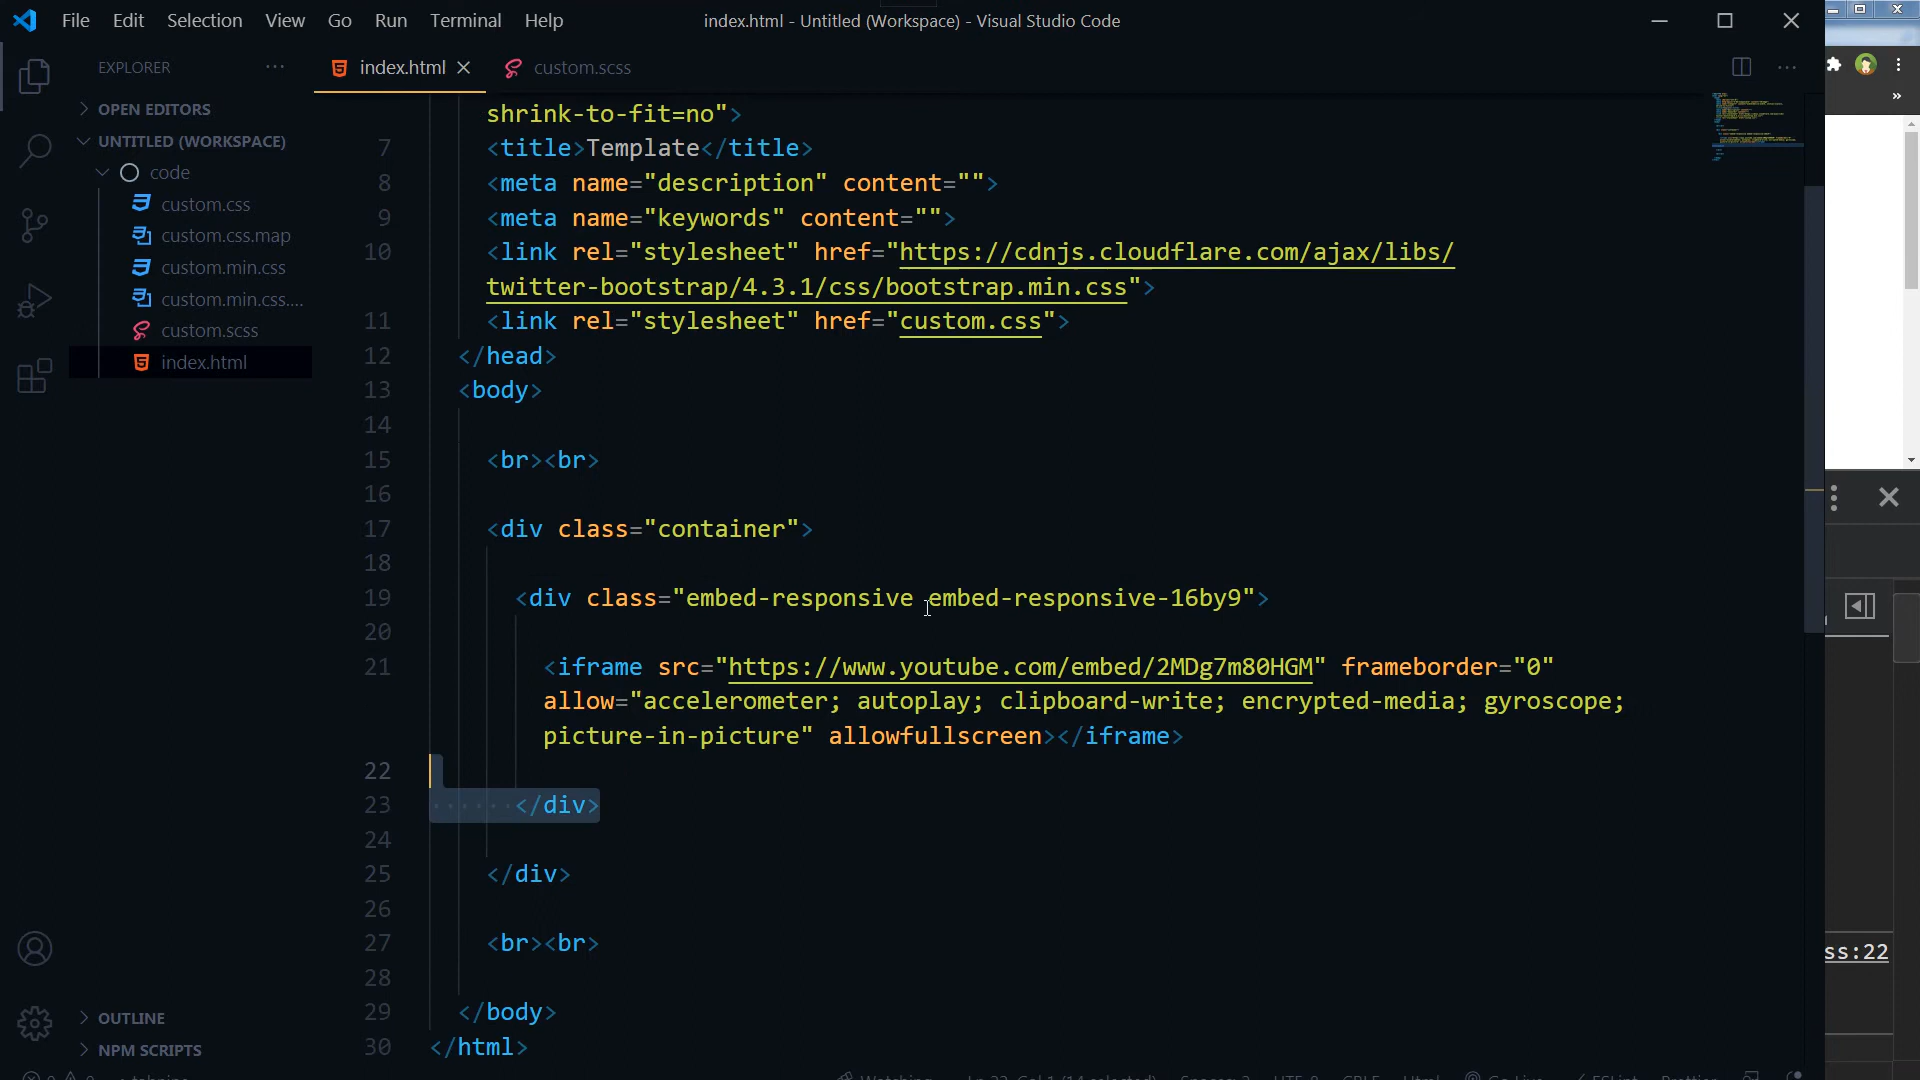 File Edit Selection View Go Run Terminal Help
index.html - Untitled (Workspace) - Visual Studio Code
EXPLORER
index.html
custom.scss
OPEN EDITORS
UNTITLED (WORKSPACE)
code
custom.css
custom.css.map
custom.min.css
custom.min.css....
custom.scss
index.html
OUTLINE
NPM SCRIPTS
shrink-to-fit=no">
7 <title>Template</title>
8 <meta name="description" content="">
9 <meta name="keywords" content="">
10 <link rel="stylesheet" href="https://cdnjs.cloudflare.com/ajax/libs/
twitter-bootstrap/4.3.1/css/bootstrap.min.css">
11 <link rel="stylesheet" href="custom.css">
12 </head>
13 <body>
14
15 <br><br>
16
17 <div class="container">
18
19 <div class="embed-responsive embed-responsive-16by9">
20
21 <iframe src="https://www.youtube.com/embed/2MDg7m80HGM" frameborder="0"
allow="accelerometer; autoplay; clipboard-write; encrypted-media; gyroscope;
picture-in-picture" allowfullscreen></iframe>
22
23 </div>
24
25 </div>
26
27 <br><br>
28
29 </body>
30 </html>
ss:22